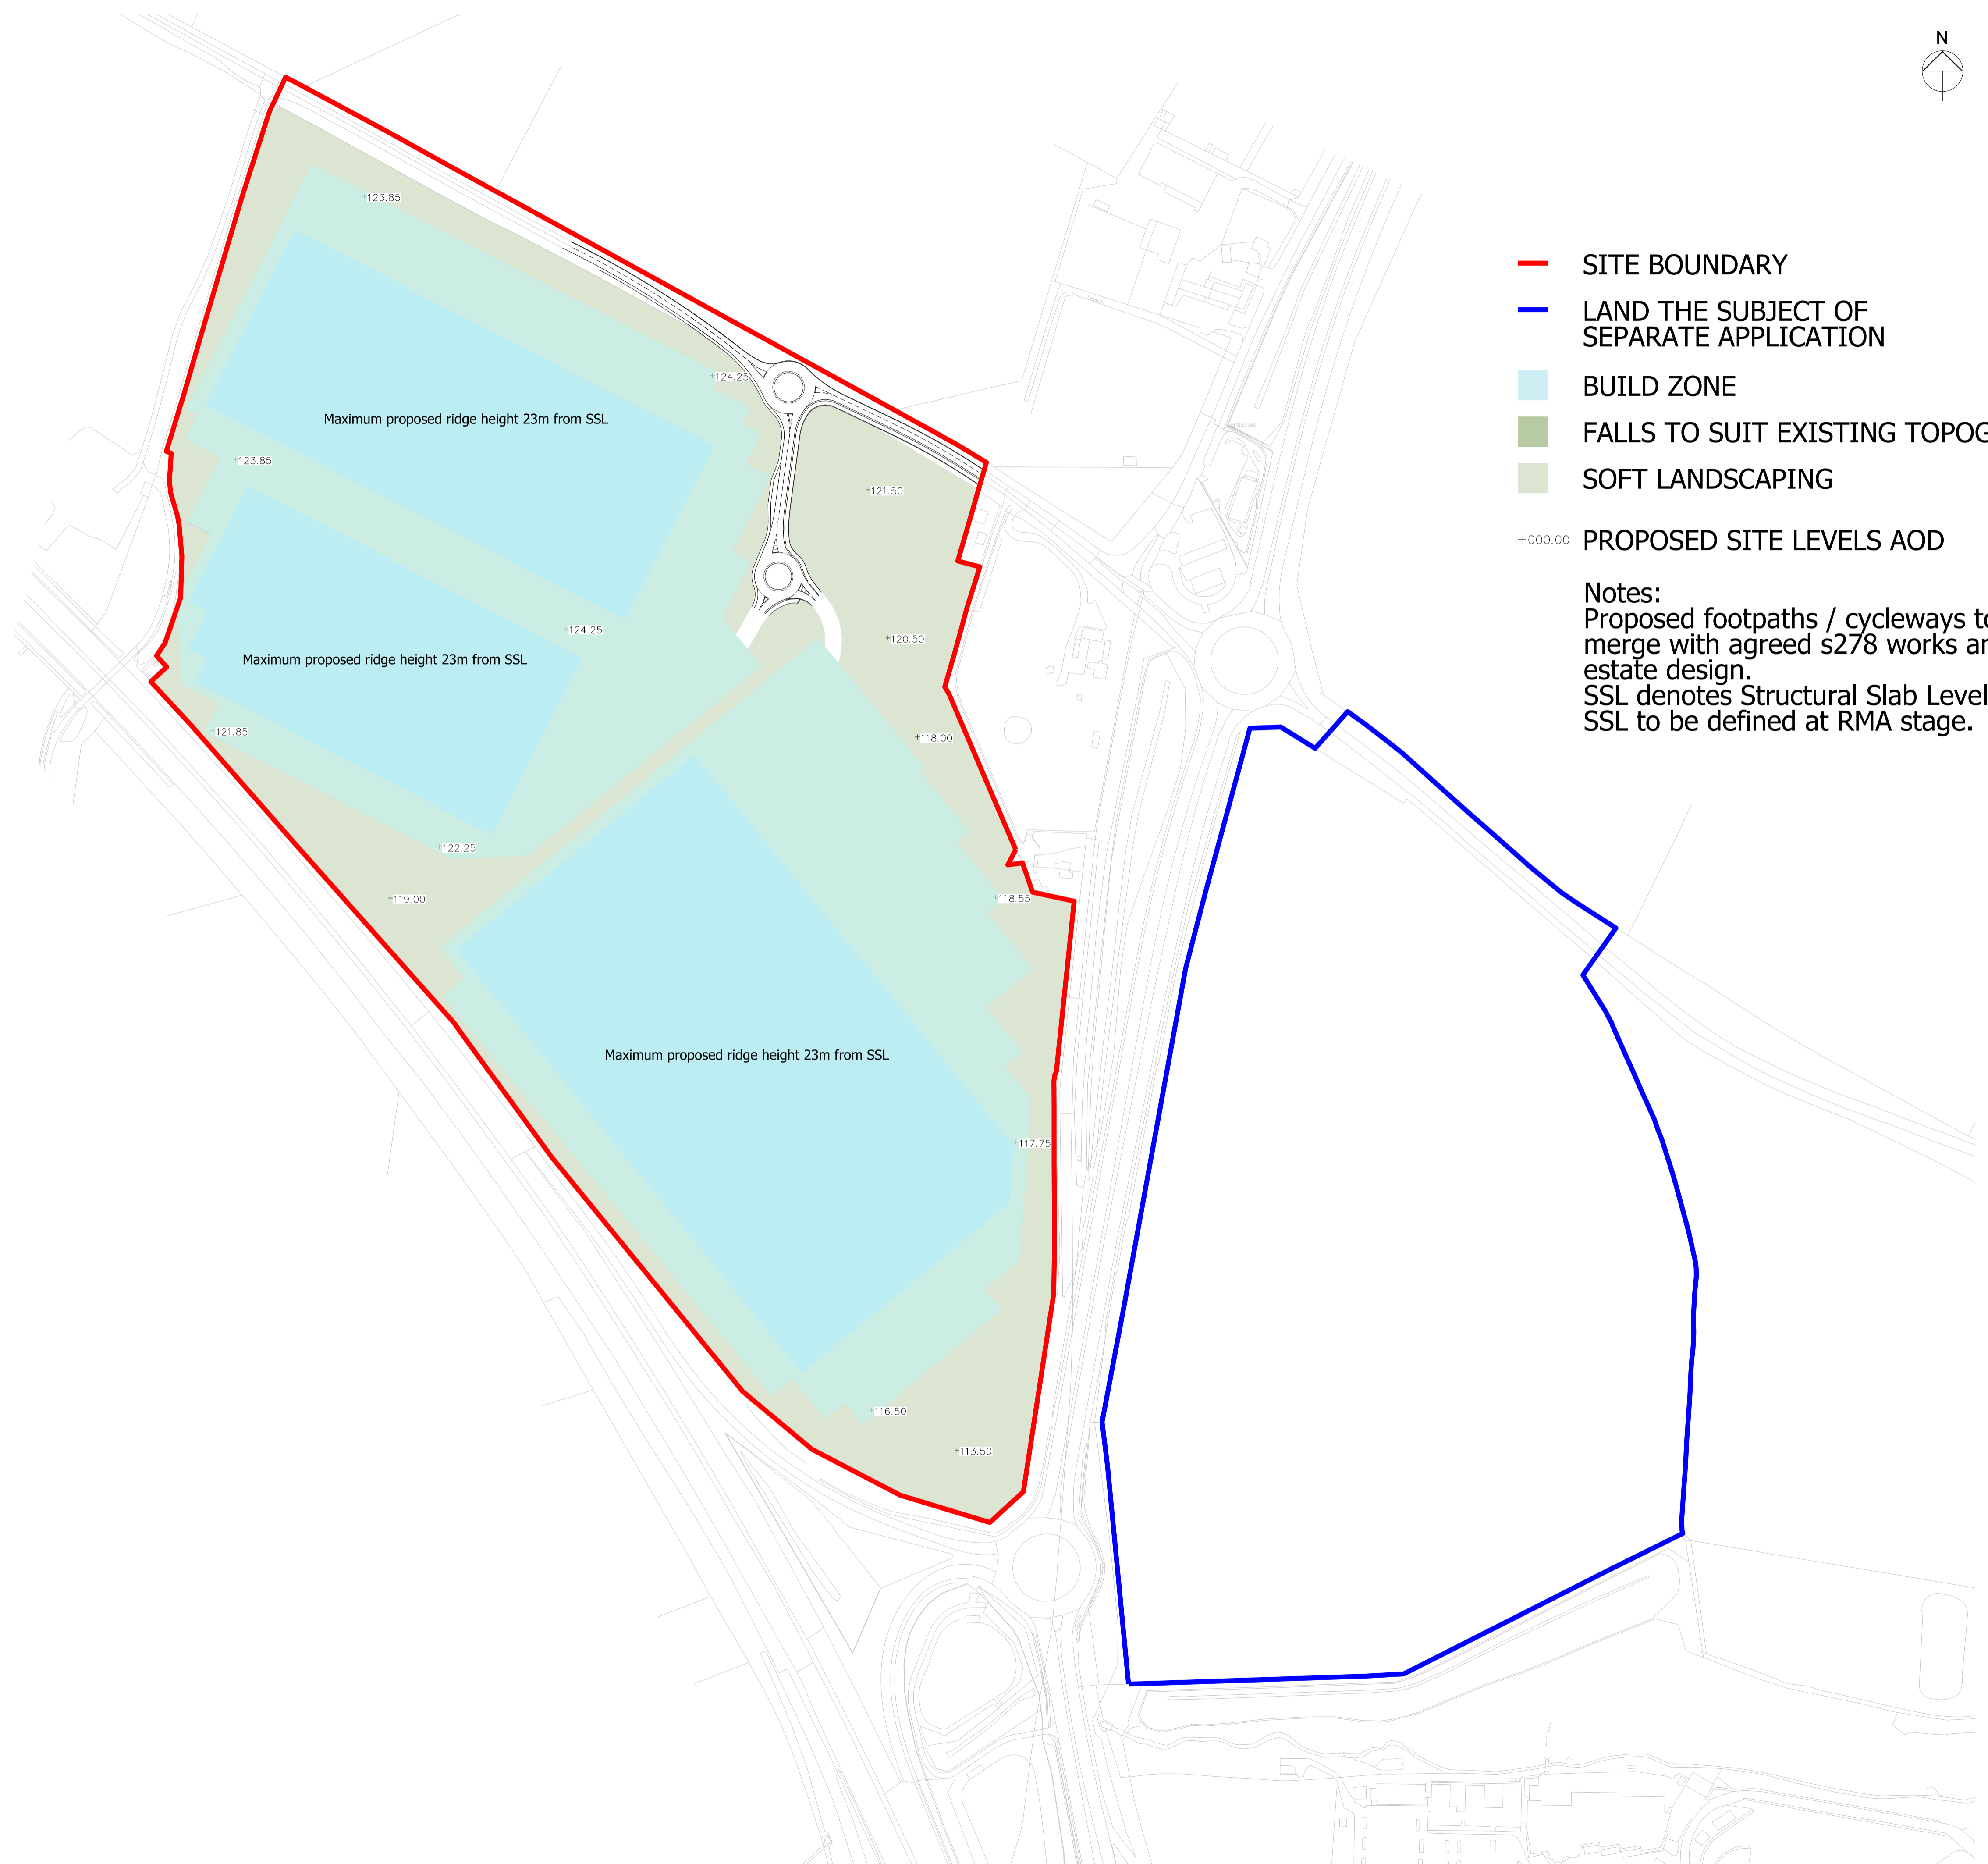 N
123.85
124.25
Maximum proposed ridge height 23m from SSL
123.85
121.50
124.25
120.50
Maximum proposed ridge height 23m from SSL
121.85
118.00
122.25
119.00
118.55
Maximum proposed ridge height 23m from SSL
117.75
116.50
113.50
SITE BOUNDARY
LAND THE SUBJECT OF
SEPARATE APPLICATION
BUILD ZONE
FALLS TO SUIT EXISTING TOPOG
SOFT LANDSCAPING
+000.00 PROPOSED SITE LEVELS AOD
Notes:
Proposed footpaths / cycleways to
merge with agreed s278 works an
estate design.
SSL denotes Structural Slab Level
SSL to be defined at RMA stage.